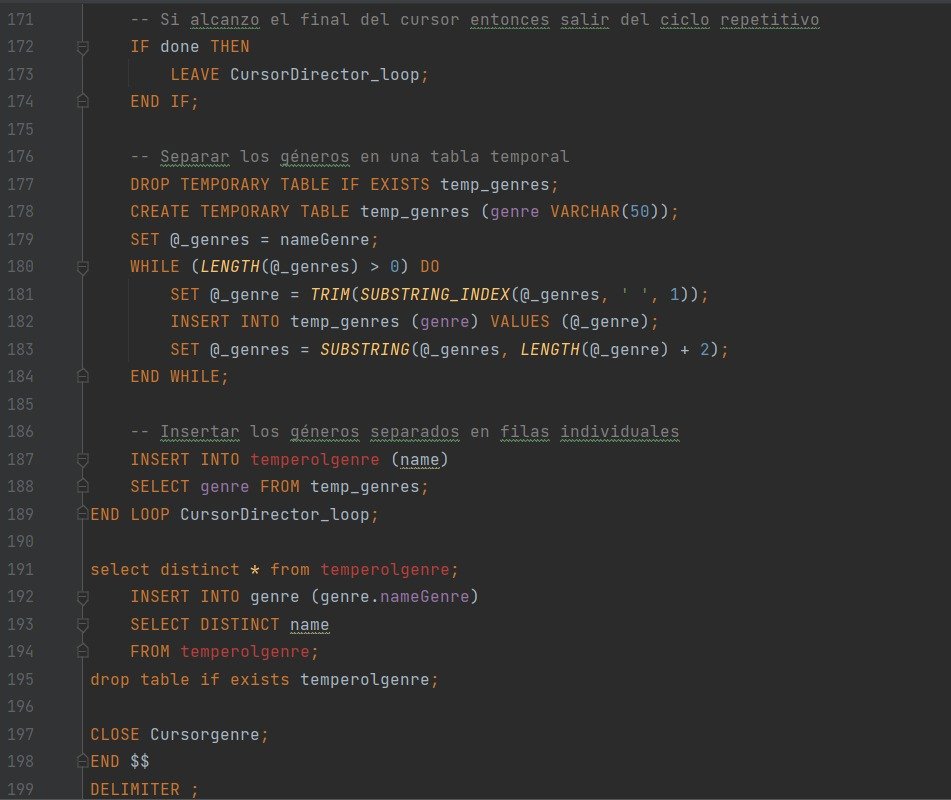 171 -- Si alcanzo el final del cursor entonces salir del ciclo repetitivo
172 IF done THEN
173 LEAVE CursorDirector_loop;
174 END IF;
175
176 -- Separar los géneros en una tabla temporal
177 DROP TEMPORARY TABLE IF EXISTS temp_genres;
178 CREATE TEMPORARY TABLE temp_genres (genre VARCHAR(50));
179 SET @_genres = nameGenre;
180 WHILE (LENGTH(@_genres) > 0) DO
181 SET @_genre = TRIM(SUBSTRING_INDEX(@_genres, ' ', 1));
182 INSERT INTO temp_genres (genre) VALUES (@_genre);
183 SET @_genres = SUBSTRING(@_genres, LENGTH(@_genre) + 2);
184 END WHILE;
185
186 -- Insertar los géneros separados en filas individuales
187 INSERT INTO temperolgenre (name)
188 SELECT genre FROM temp_genres;
189 END LOOP CursorDirector_loop;
190
191 select distinct * from temperolgenre;
192 INSERT INTO genre (genre.nameGenre)
193 SELECT DISTINCT name
194 FROM temperolgenre;
195 drop table if exists temperolgenre;
196
197 CLOSE Cursorgenre;
198 END $$
199 DELIMITER ;